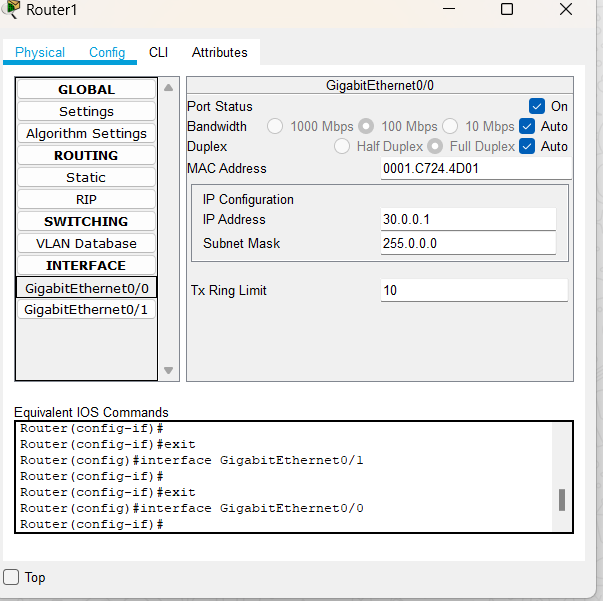 Router1
Physical Config CLI Attributes
GLOBAL
Settings
Algorithm Settings
ROUTING
Static
RIP
SWITCHING
VLAN Database
INTERFACE
GigabitEthernet0/0
GigabitEthernet0/1
GigabitEthernet0/0
Port Status On
Bandwidth 1000 Mbps 100 Mbps 10 Mbps Auto
Duplex Half Duplex Full Duplex Auto
MAC Address 0001.C724.4D01
IP Configuration
IP Address 30.0.0.1
Subnet Mask 255.0.0.0
Tx Ring Limit 10
Equivalent IOS Commands
Router(config-if)#
Router(config-if)#exit
Router(config)#interface GigabitEthernet0/1
Router(config-if)#
Router(config-if)#exit
Router(config)#interface GigabitEthernet0/0
Router(config-if)#
Top